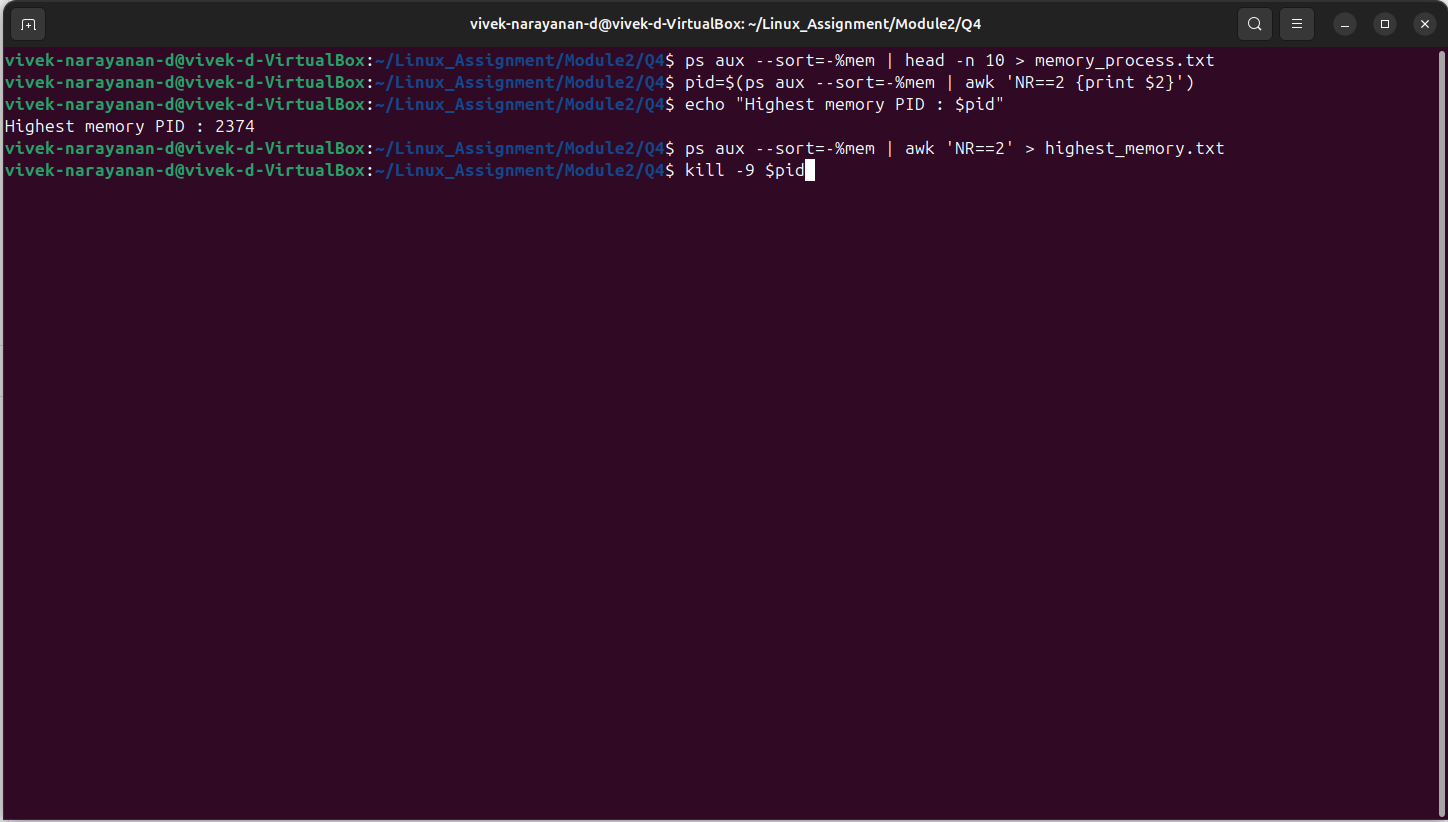 vivek-narayanan-d@vivek-d-VirtualBox: ~/Linux_Assignment/Module2/Q4
vivek-narayanan-d@vivek-d-VirtualBox:~/Linux_Assignment/Module2/Q4$ ps aux --sort=-%mem | head -n 10 > memory_process.txt
vivek-narayanan-d@vivek-d-VirtualBox:~/Linux_Assignment/Module2/Q4$ pid=$(ps aux --sort=-%mem | awk 'NR==2 {print $2}')
vivek-narayanan-d@vivek-d-VirtualBox:~/Linux_Assignment/Module2/Q4$ echo "Highest memory PID : $pid"
Highest memory PID : 2374
vivek-narayanan-d@vivek-d-VirtualBox:~/Linux_Assignment/Module2/Q4$ ps aux --sort=-%mem | awk 'NR==2' > highest_memory.txt
vivek-narayanan-d@vivek-d-VirtualBox:~/Linux_Assignment/Module2/Q4$ kill -9 $pid